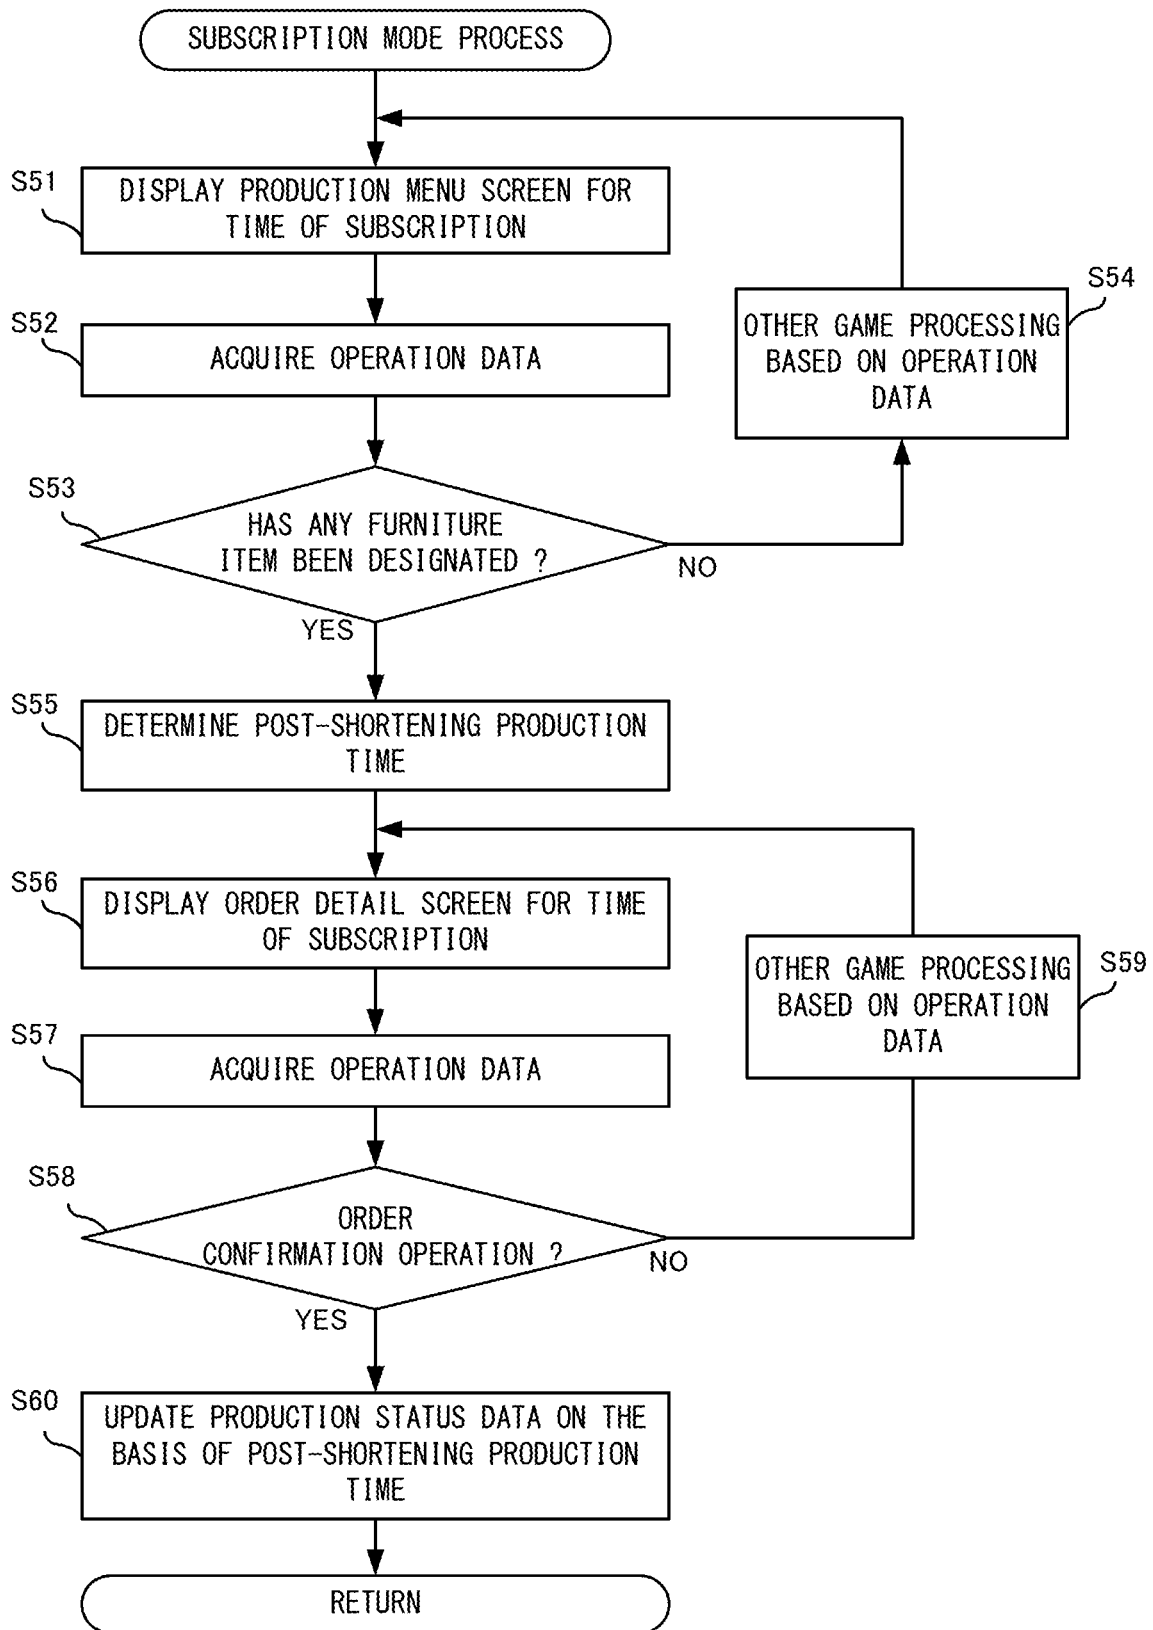 SUBSCRIPTION MODE PROCESS
S51
DISPLAY PRODUCTION MENU SCREEN FOR
TIME OF SUBSCRIPTION
S52
ACQUIRE OPERATION DATA
S54
OTHER GAME PROCESSING
BASED ON OPERATION
DATA
S53
HAS ANY FURNITURE
ITEM BEEN DESIGNATED ?
NO
YES
S55
DETERMINE POST-SHORTENING PRODUCTION
TIME
S56
DISPLAY ORDER DETAIL SCREEN FOR TIME
OF SUBSCRIPTION
S57
ACQUIRE OPERATION DATA
S59
OTHER GAME PROCESSING
BASED ON OPERATION
DATA
S58
ORDER
CONFIRMATION OPERATION ?
NO
YES
S60
UPDATE PRODUCTION STATUS DATA ON THE
BASIS OF POST-SHORTENING PRODUCTION
TIME
RETURN